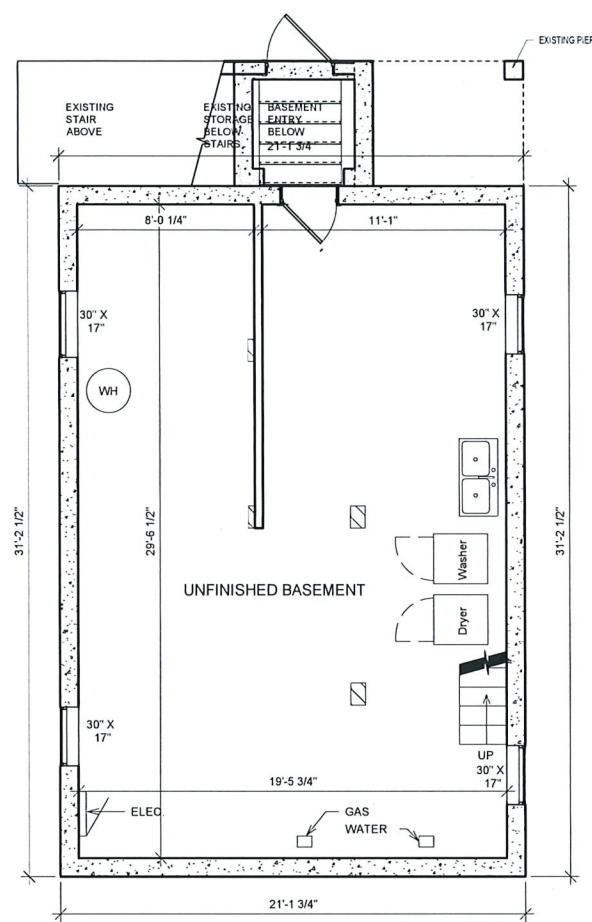 EXISTING PIER
EXISTING
STAIR
ABOVE
EXISTING
STORAGE
BELOW
STAIRS
BASEMENT
ENTRY
BELOW
21'-1 3/4"
8'-0 1/4"
11'-1"
30" X
17"
30" X
17"
WH
31'-2 1/2"
29'-6 1/2"
31'-2 1/2"
Washer
UNFINISHED BASEMENT
Dryer
30" X
17"
UP
30" X
17"
19'-5 3/4"
ELEC.
GAS
WATER
21'-1 3/4"